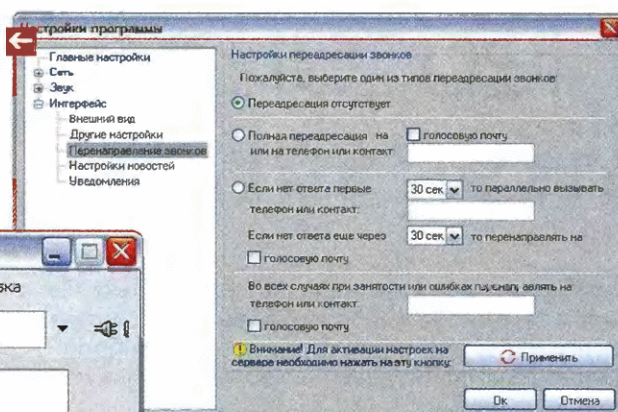 Настройки программы
Главные настройки
Сеть
Звук
Интерфейс
Внешний вид
Другие настройки
Перенаправление звонков
Настройки новостей
Уведомления
Настройки переадресации звонков
Пожалуйста, выберите один из типов переадресации звонков:
Переадресация отсутствует
Полная переадресация на голосовую почту
или на телефон или контакт:
Если нет ответа первые 30 сек то параллельно вызывать
телефон или контакт:
Если нет ответа еще через 30 сек то перенаправлять на
голосовую почту
Во всех случаях при занятости или ошибках перенаправлять на
телефон или контакт:
голосовую почту
Внимание! Для активации настроек на
сервере необходимо нажать на эту кнопку:
Применить
Ок Отмена